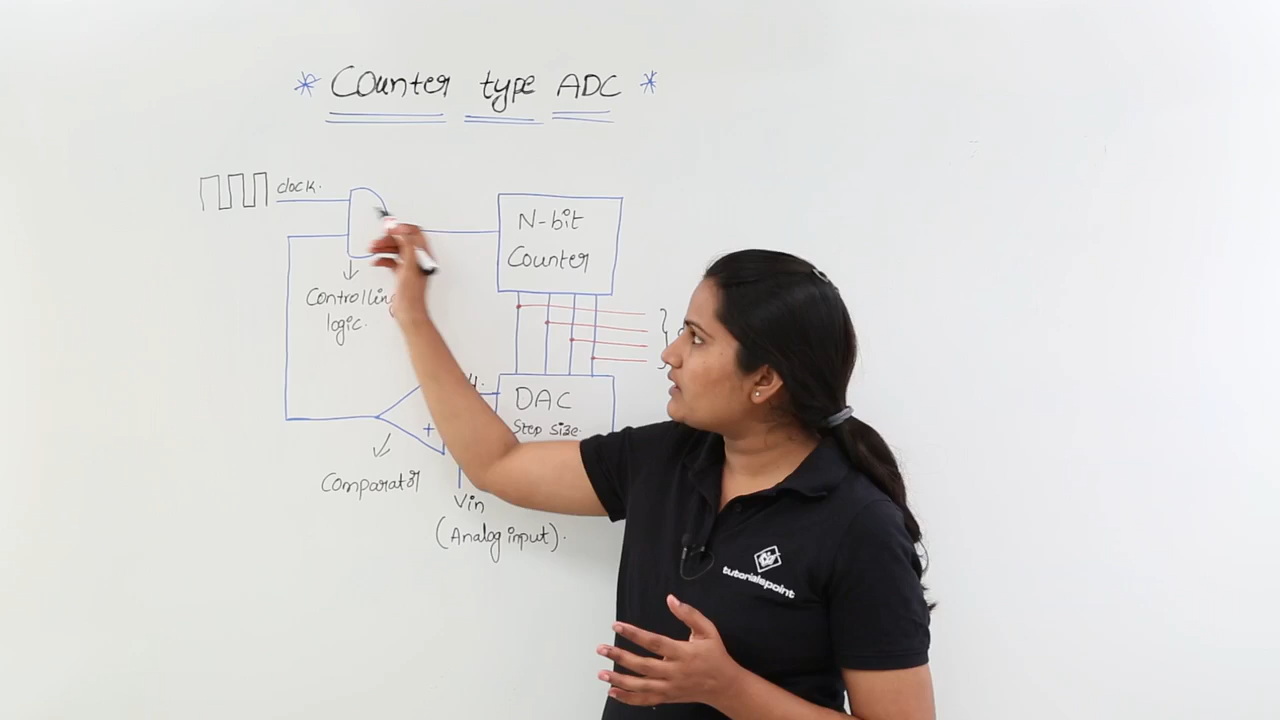 * Counter type ADC *
clock.
N-bit
Counter
Controlling
logic.
DAC
Step size.
+
Comparator
Vin
(Analog input).
tutorialspoint